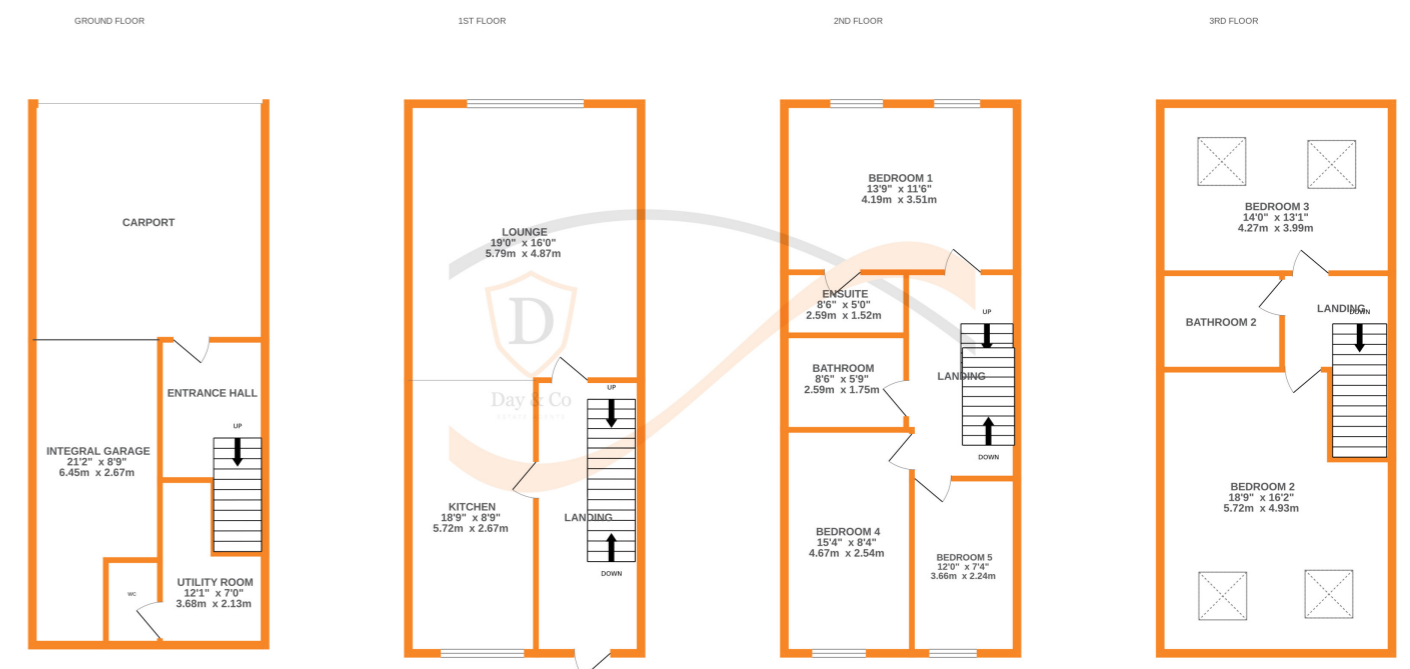 GROUND FLOOR
CARPORT
ENTRANCE HALL
UP
INTEGRAL GARAGE
21'2" x 8'9"
6.45m x 2.67m
UTILITY ROOM
12'1" x 7'0"
3.68m x 2.13m
WC
1ST FLOOR
LOUNGE
19'0" x 16'0"
5.79m x 4.87m
D
Day & Co
ESTATE AGENTS
UP
KITCHEN
18'9" x 8'9"
5.72m x 2.67m
LANDING
DOWN
2ND FLOOR
BEDROOM 1
13'9" x 11'6"
4.19m x 3.51m
ENSUITE
8'6" x 5'0"
2.59m x 1.52m
UP
BATHROOM
8'6" x 5'9"
2.59m x 1.75m
LANDING
DOWN
BEDROOM 4
15'4" x 8'4"
4.67m x 2.54m
BEDROOM 5
12'0" x 7'4"
3.66m x 2.24m
3RD FLOOR
BEDROOM 3
14'0" x 13'1"
4.27m x 3.99m
LANDING
DOWN
BATHROOM 2
BEDROOM 2
18'9" x 16'2"
5.72m x 4.93m